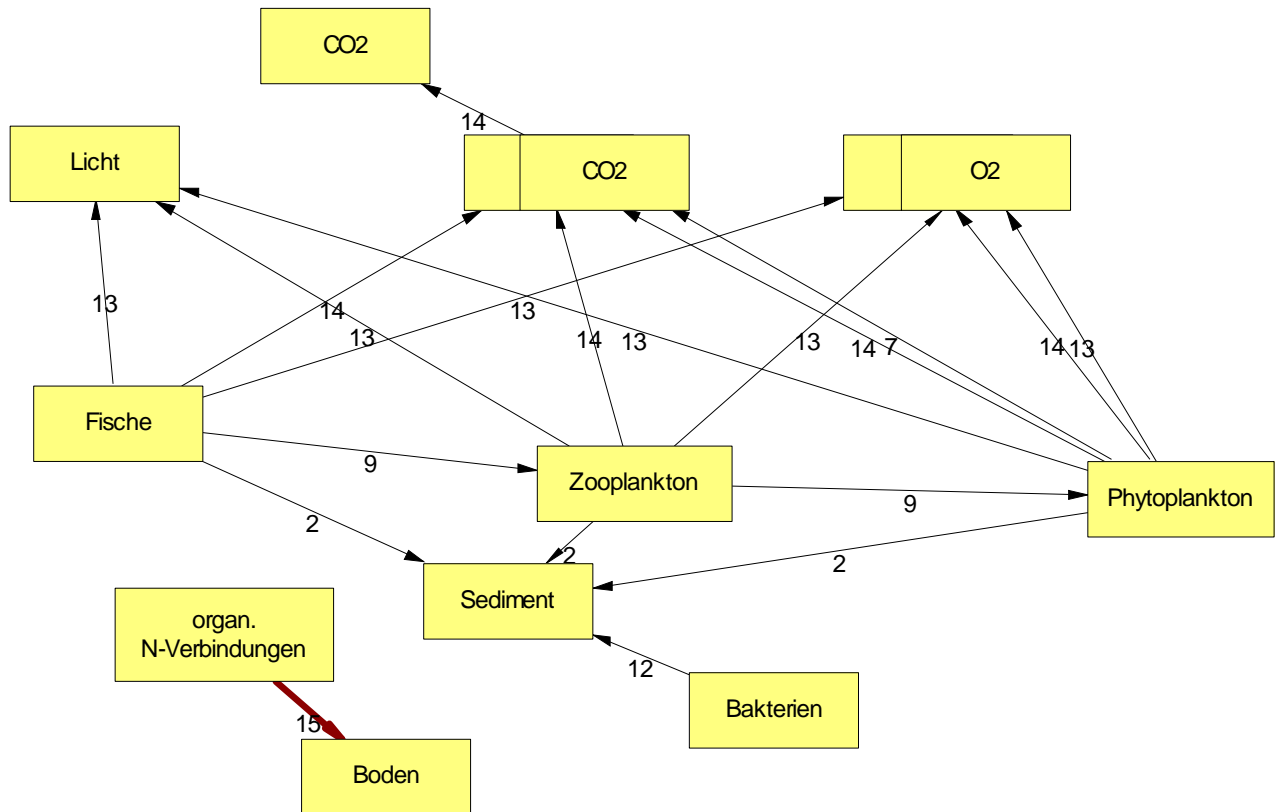 CO2
14
Licht
CO2
O2
13
14
13
13
14
13
13
14
7
14
13
Fische
9
Zooplankton
9
Phytoplankton
2
2
2
Sediment
organ.
N-Verbindungen
12
Bakterien
15
Boden